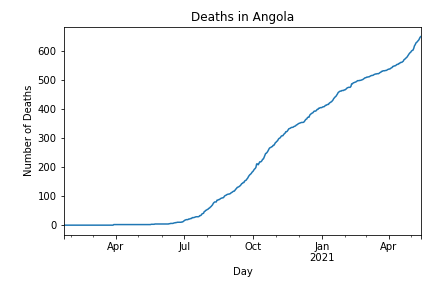 Deaths in Angola
Number of Deaths
600
500
400
300
200
100
0
Apr
Jul
Oct
Jan
2021
Apr
Day